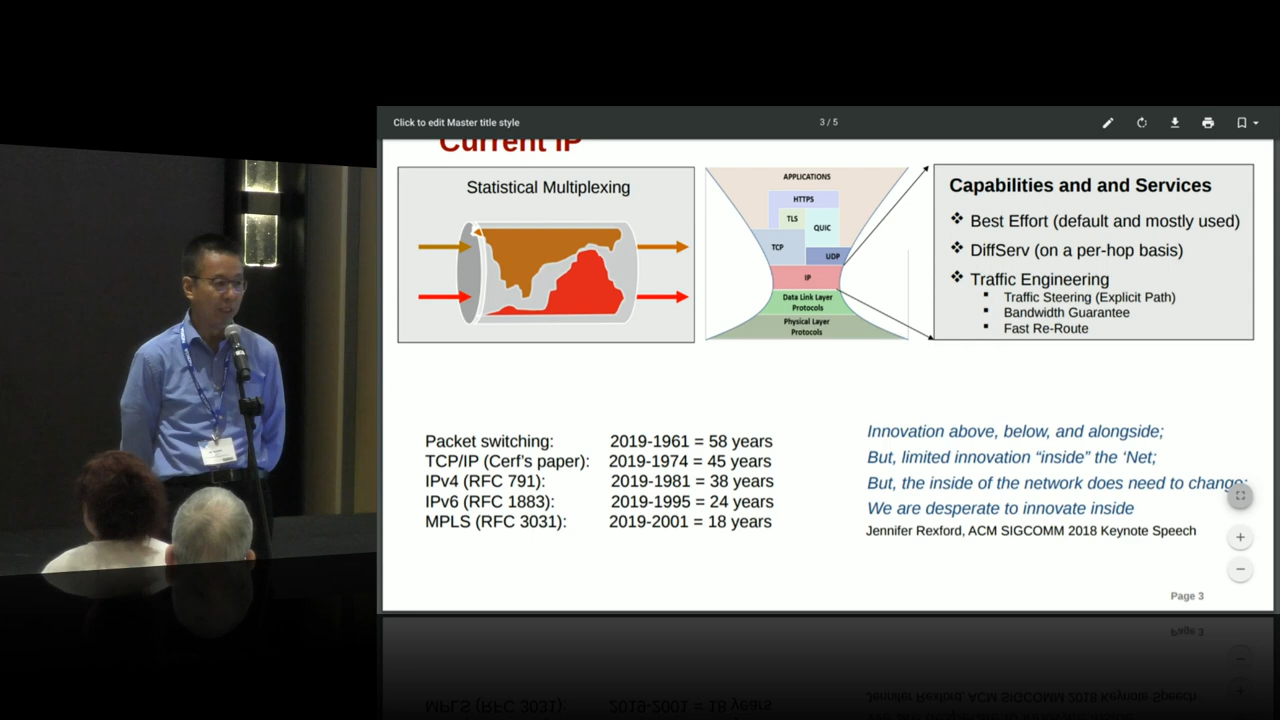 Click to edit Master title style
3 / 5
Current IP
Statistical Multiplexing
APPLICATIONS
HTTPS
TLS
QUIC
TCP
UDP
IP
Data Link Layer
Protocols
Physical Layer
Protocols
Capabilities and and Services
❖ Best Effort (default and mostly used)
❖ DiffServ (on a per-hop basis)
❖ Traffic Engineering
▪ Traffic Steering (Explicit Path)
▪ Bandwidth Guarantee
▪ Fast Re-Route
Packet switching: 2019-1961 = 58 years
TCP/IP (Cerf's paper): 2019-1974 = 45 years
IPv4 (RFC 791): 2019-1981 = 38 years
IPv6 (RFC 1883): 2019-1995 = 24 years
MPLS (RFC 3031): 2019-2001 = 18 years
Innovation above, below, and alongside;
But, limited innovation “inside” the ‘Net;
But, the inside of the network does need to change;
We are desperate to innovate inside
Jennifer Rexford, ACM SIGCOMM 2018 Keynote Speech
Page 3